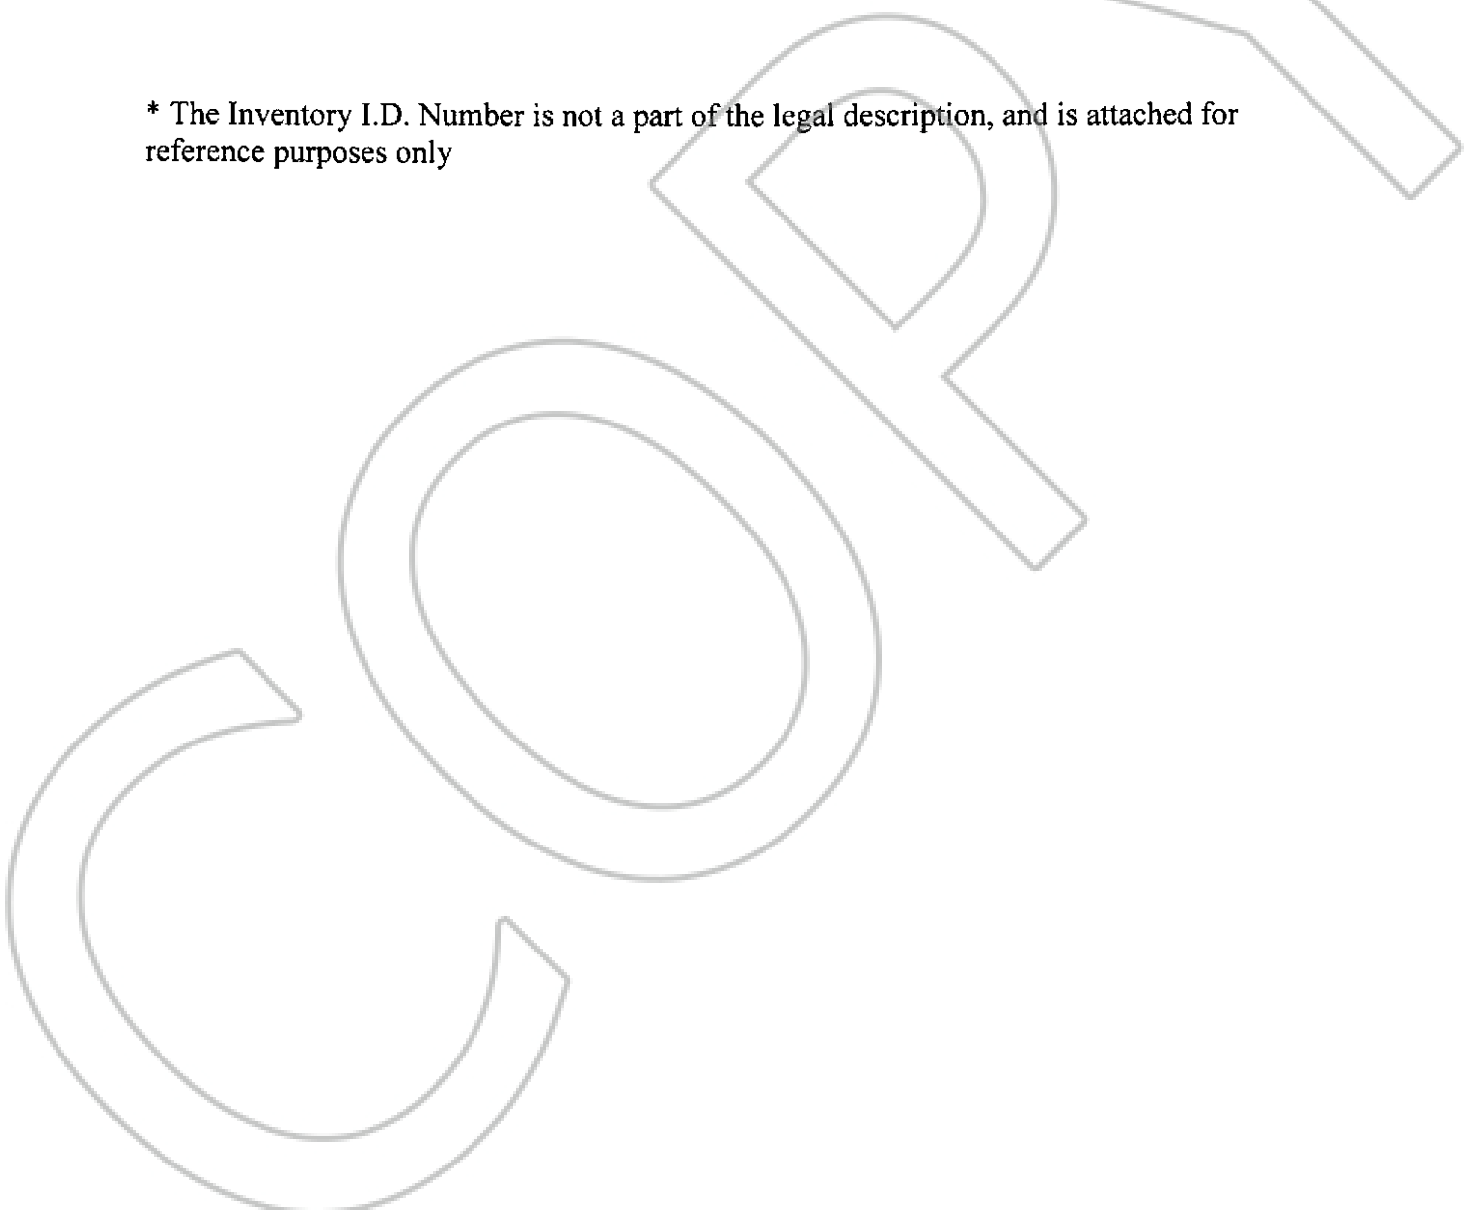 * The Inventory I.D. Number is not a part of the legal description, and is attached for
reference purposes only
COPY